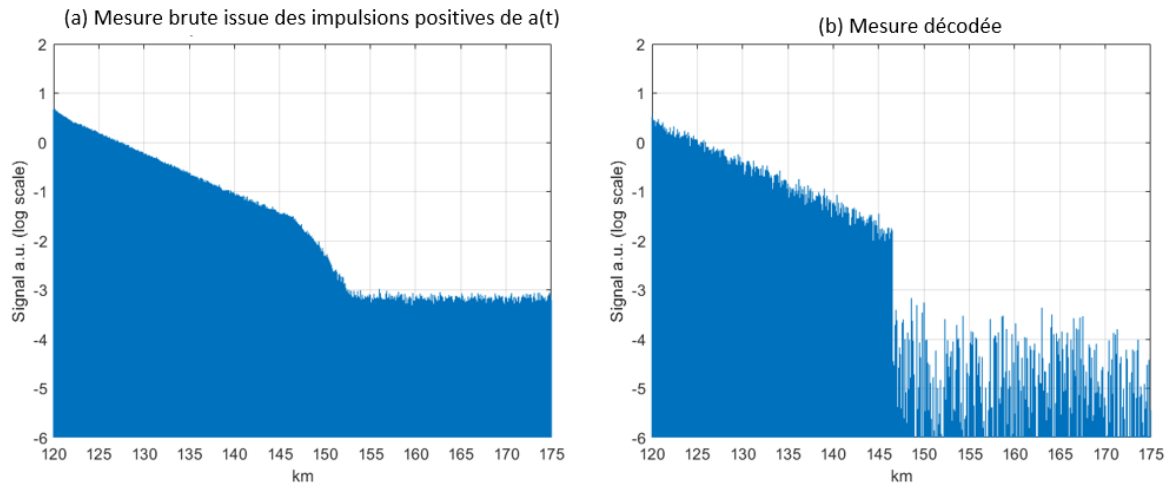 (a) Mesure brute issue des impulsions positives de a(t)
2
1
0
-1
-2
-3
-4
-5
-6
Signal a.u. (log scale)
120 125 130 135 140 145 150 155 160 165 170 175
km
(b) Mesure décodée
2
1
0
-1
-2
-3
-4
-5
-6
Signal a.u. (log scale)
120 125 130 135 140 145 150 155 160 165 170 175
km